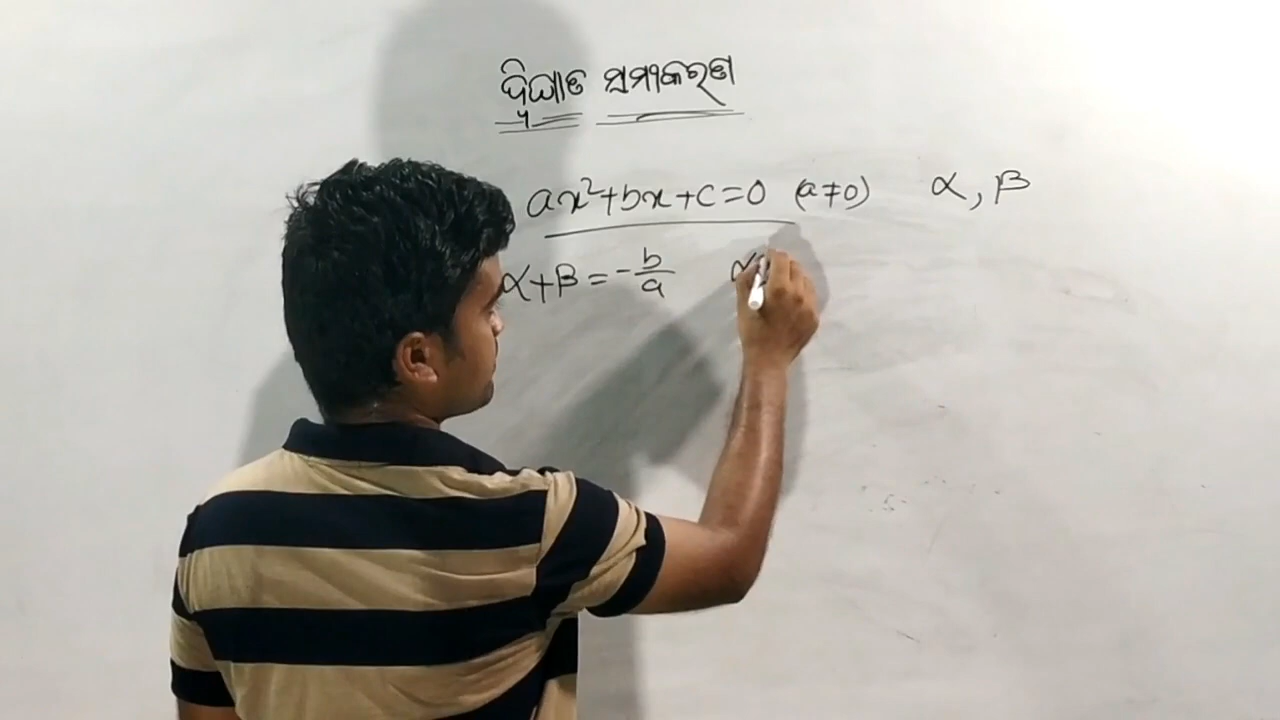 ଦ୍ୱିଘାତ ସମୀକରଣ
ax²+bx+c=0 (a≠0) α, β
α+β = -b/a α